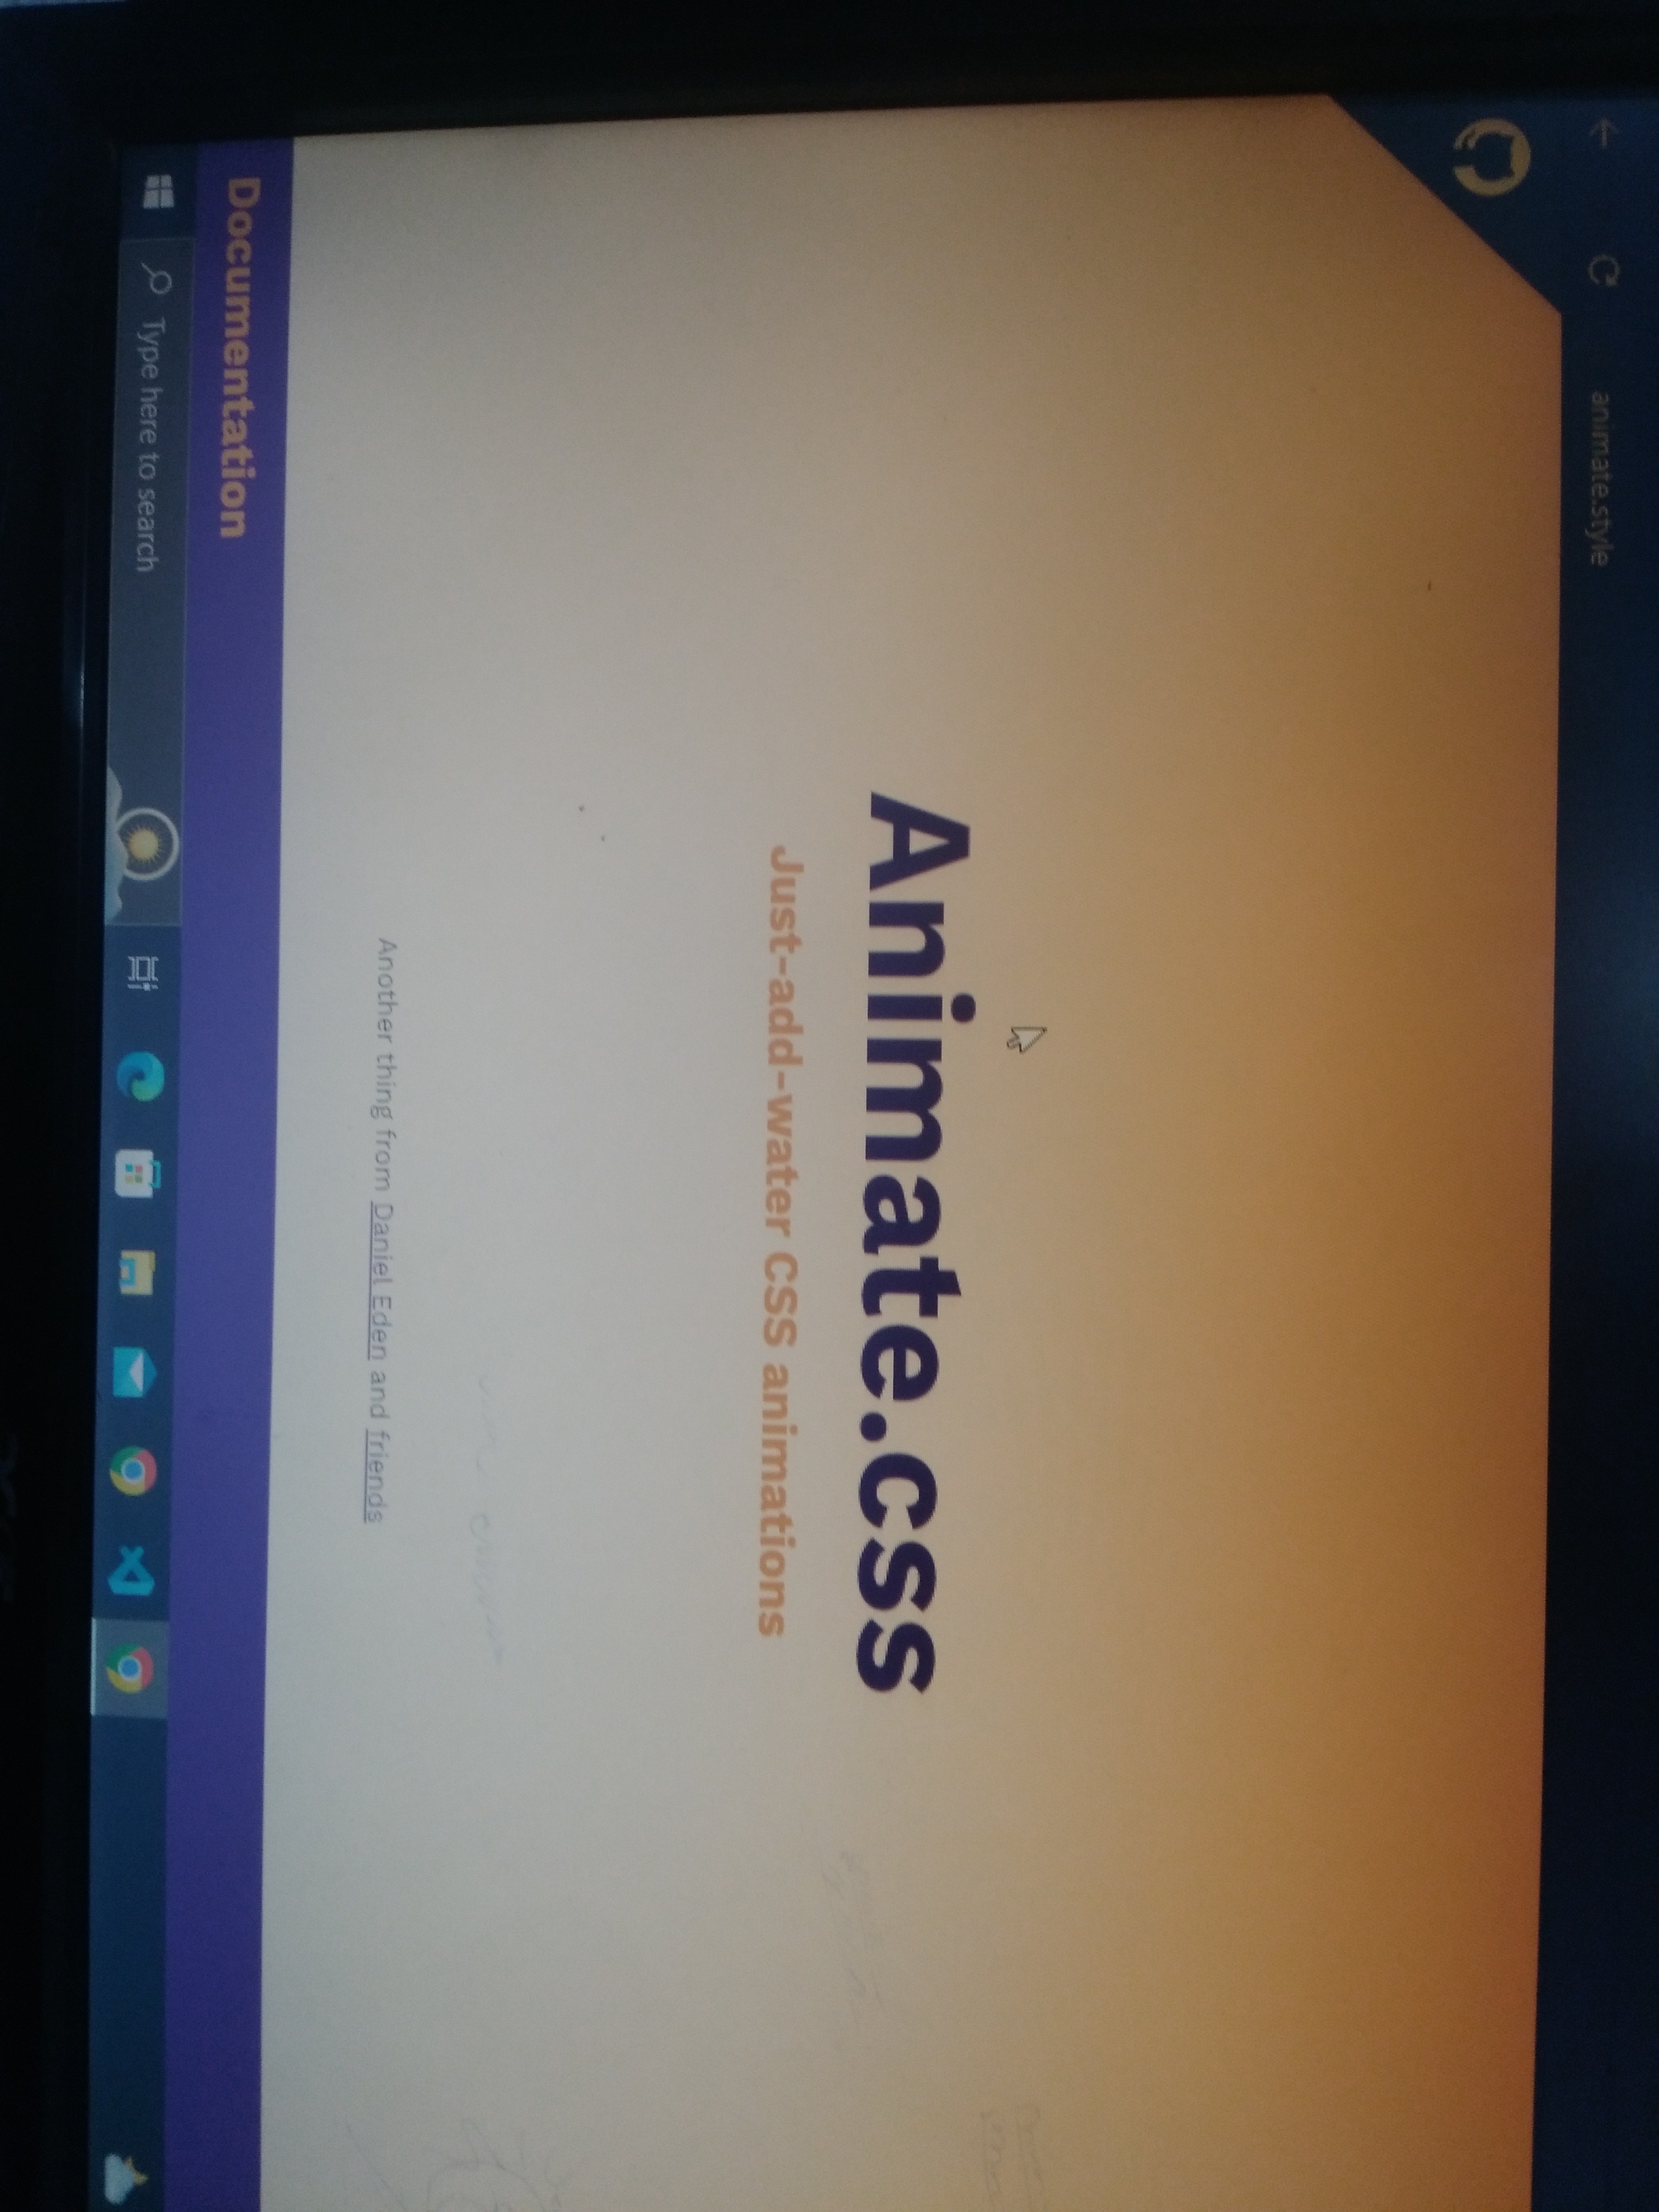 animate.style
Animate.css
Just-add-water CSS animations
Another thing from Daniel Eden and friends
Documentation
Type here to search